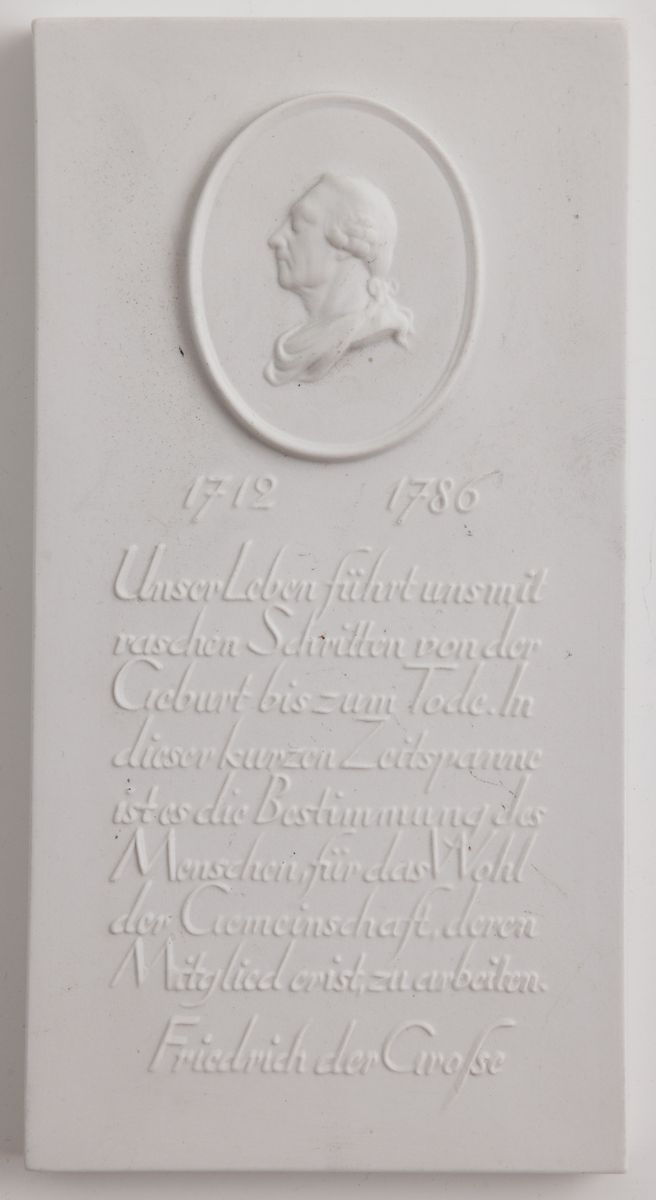 1712 1786
Unser Leben führt uns mit
raschen Schritten von der
Geburt bis zum Tode. In
dieser kurzen Zeitspanne
ist es die Bestimmung des
Menschen, für das Wohl
der Gemeinschaft, deren
Mitglied er ist, zu arbeiten.
Friedrich der Grosse